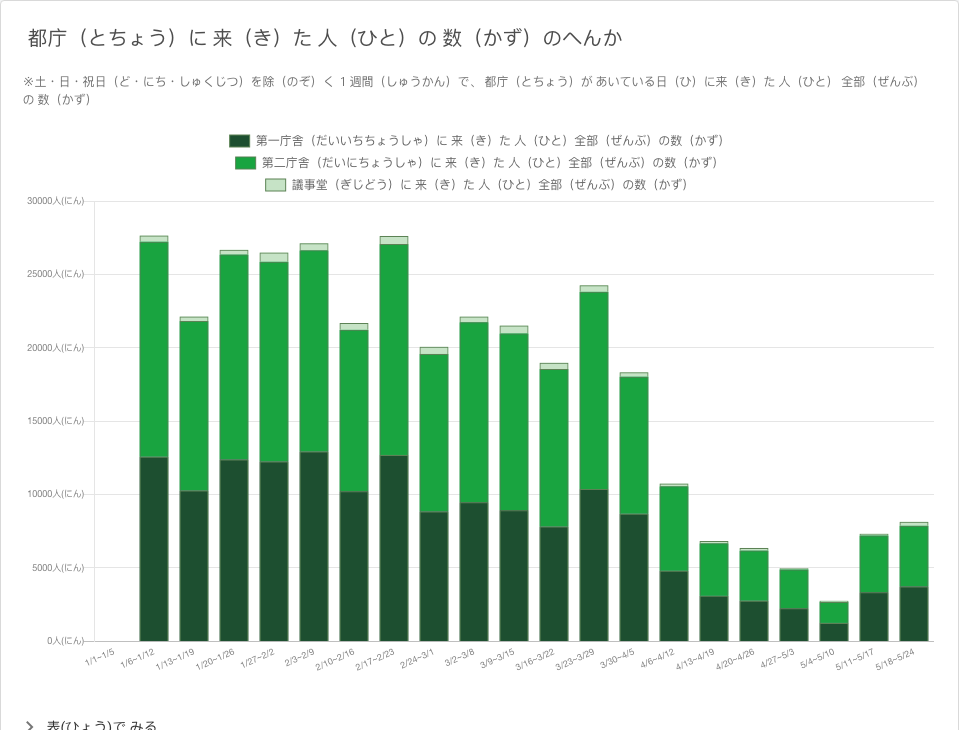 都庁（とちょう）に 来（き）た 人（ひと）の 数（かず）のへんか
※土・日・祝日（ど・にち・しゅくじつ）を除（のぞ）く 1 週間（しゅうかん）で、 都庁（とちょう）が あいている日（ひ）に来（き）た 人（ひと） 全部（ぜんぶ）
の 数（かず）
第一庁舎（だいいちちょうしゃ）に 来（き）た 人（ひと）全部（ぜんぶ）の数（かず）
第二庁舎（だいにちょうしゃ）に 来（き）た 人（ひと）全部（ぜんぶ）の数（かず）
議事堂（ぎじどう）に 来（き）た 人（ひと）全部（ぜんぶ）の数（かず）
30000人(にん)
25000人(にん)
20000人(にん)
15000人(にん)
10000人(にん)
5000人(にん)
0人(にん)
1/1~1/5
1/6~1/12
1/13~1/19
1/20~1/26
1/27~2/2
2/3~2/9
2/10~2/16
2/17~2/23
2/24~3/1
3/2~3/8
3/9~3/15
3/16~3/22
3/23~3/29
3/30~4/5
4/6~4/12
4/13~4/19
4/20~4/26
4/27~5/3
5/4~5/10
5/11~5/17
5/18~5/24
表(ひょう)で みる